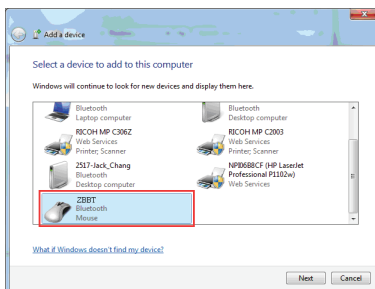 Add a device
Select a device to add to this computer
Windows will continue to look for new devices and display them here.
Bluetooth
Laptop computer
Bluetooth
Desktop computer
RICOH MP C306Z
Web Services
Printer; Scanner
RICOH MP C2003
Web Services
Printer; Scanner
2517-Jack_Chang
Bluetooth
Desktop computer
NPID6B8CF (HP LaserJet
Professional P1102w)
Web Services
ZBBT
Bluetooth
Mouse
What if Windows doesn't find my device?
Next
Cancel